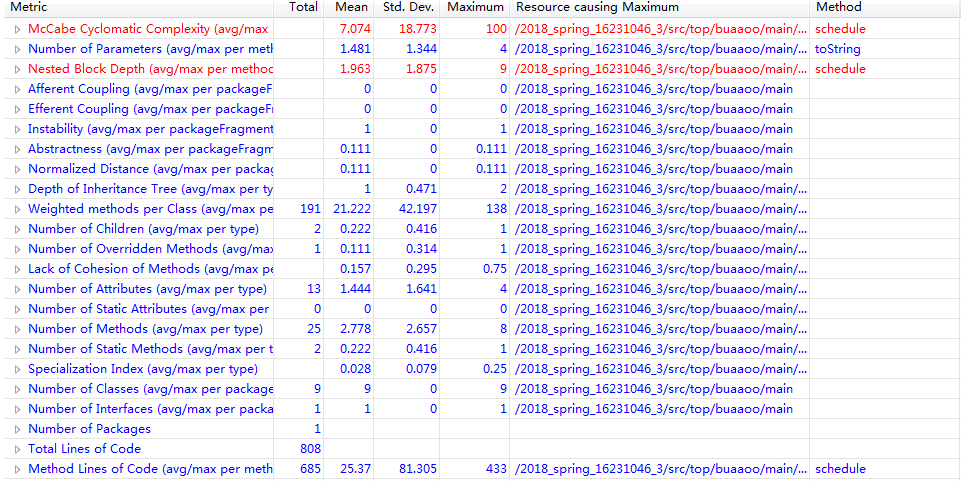 Metric Total Mean Std. Dev. Maximum Resource causing Maximum Method
McCabe Cyclomatic Complexity (avg/max 7.074 18.773 100 /2018_spring_16231046_3/src/top/buaaoo/main/... schedule
Number of Parameters (avg/max per meth 1.481 1.344 4 /2018_spring_16231046_3/src/top/buaaoo/main/... toString
Nested Block Depth (avg/max per method 1.963 1.875 9 /2018_spring_16231046_3/src/top/buaaoo/main/... schedule
Afferent Coupling (avg/max per packageF 0 0 0 /2018_spring_16231046_3/src/top/buaaoo/main
Efferent Coupling (avg/max per packageF 0 0 0 /2018_spring_16231046_3/src/top/buaaoo/main
Instability (avg/max per packageFragment 1 0 1 /2018_spring_16231046_3/src/top/buaaoo/main
Abstractness (avg/max per packageFragm 0.111 0 0.111 /2018_spring_16231046_3/src/top/buaaoo/main
Normalized Distance (avg/max per packag 0.111 0 0.111 /2018_spring_16231046_3/src/top/buaaoo/main
Depth of Inheritance Tree (avg/max per ty 1 0.471 2 /2018_spring_16231046_3/src/top/buaaoo/main/...
Weighted methods per Class (avg/max pe 191 21.222 42.197 138 /2018_spring_16231046_3/src/top/buaaoo/main/...
Number of Children (avg/max per type) 2 0.222 0.416 1 /2018_spring_16231046_3/src/top/buaaoo/main/...
Number of Overridden Methods (avg/max 1 0.111 0.314 1 /2018_spring_16231046_3/src/top/buaaoo/main/...
Lack of Cohesion of Methods (avg/max pe 0.157 0.295 0.75 /2018_spring_16231046_3/src/top/buaaoo/main/...
Number of Attributes (avg/max per type) 13 1.444 1.641 4 /2018_spring_16231046_3/src/top/buaaoo/main/...
Number of Static Attributes (avg/max per 0 0 0 0 /2018_spring_16231046_3/src/top/buaaoo/main/...
Number of Methods (avg/max per type) 25 2.778 2.657 8 /2018_spring_16231046_3/src/top/buaaoo/main/...
Number of Static Methods (avg/max per t 2 0.222 0.416 1 /2018_spring_16231046_3/src/top/buaaoo/main/...
Specialization Index (avg/max per type) 0.028 0.079 0.25 /2018_spring_16231046_3/src/top/buaaoo/main/...
Number of Classes (avg/max per package 9 9 0 9 /2018_spring_16231046_3/src/top/buaaoo/main
Number of Interfaces (avg/max per packa 1 1 0 1 /2018_spring_16231046_3/src/top/buaaoo/main
Number of Packages 1
Total Lines of Code 808
Method Lines of Code (avg/max per meth 685 25.37 81.305 433 /2018_spring_16231046_3/src/top/buaaoo/main/... schedule